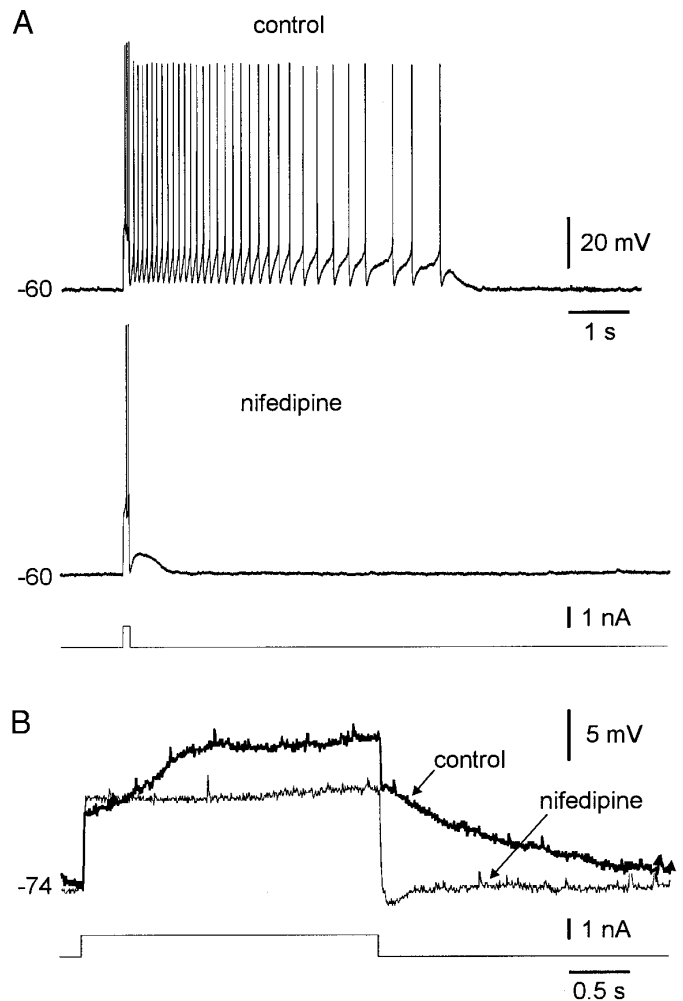 A
control
20 mV
-60
1 s
nifedipine
-60
1 nA
B
5 mV
control
nifedipine
-74
1 nA
0.5 s